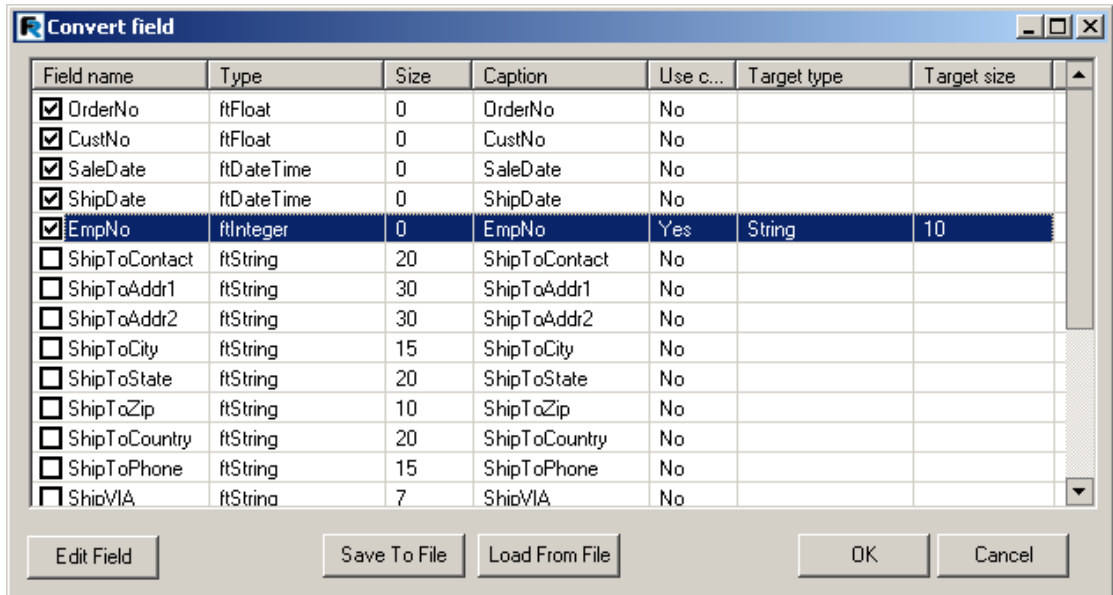 Convert field
Field name Type Size Caption Use c... Target type Target size
OrderNo ftFloat 0 OrderNo No
CustNo ftFloat 0 CustNo No
SaleDate ftDateTime 0 SaleDate No
ShipDate ftDateTime 0 ShipDate No
EmpNo ftInteger 0 EmpNo Yes String 10
ShipToContact ftString 20 ShipToContact No
ShipToAddr1 ftString 30 ShipToAddr1 No
ShipToAddr2 ftString 30 ShipToAddr2 No
ShipToCity ftString 15 ShipToCity No
ShipToState ftString 20 ShipToState No
ShipToZip ftString 10 ShipToZip No
ShipToCountry ftString 20 ShipToCountry No
ShipToPhone ftString 15 ShipToPhone No
ShipVIA ftString 7 ShipVIA No
Edit Field Save To File Load From File OK Cancel